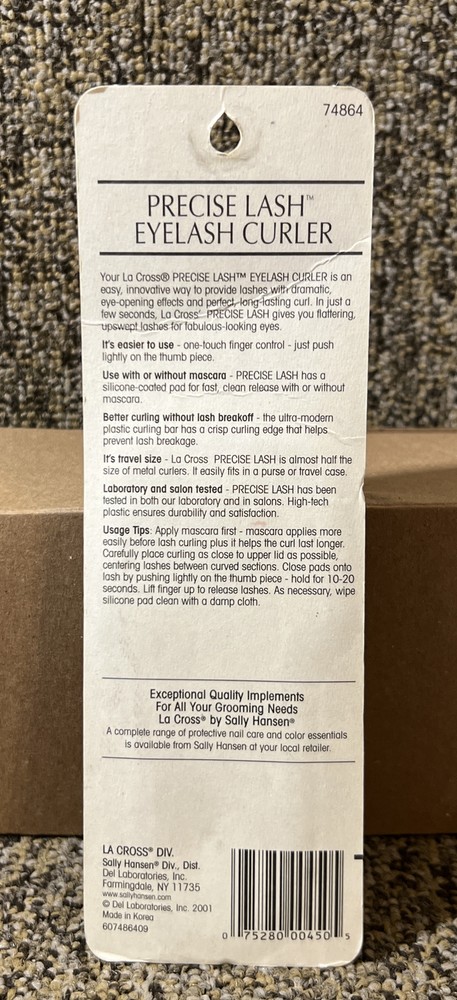 74864
PRECISE LASH™
EYELASH CURLER
Your La Cross® PRECISE LASH™ EYELASH CURLER is an
easy, innovative way to provide lashes with dramatic,
eye-opening effects and perfect, long-lasting curl. In just a
few seconds, La Cross® PRECISE LASH gives you flattering,
upswept lashes for fabulous-looking eyes.
It's easier to use - one-touch finger control - just push
lightly on the thumb piece.
Use with or without mascara - PRECISE LASH has a
silicone-coated pad for fast, clean release with or without
mascara.
Better curling without lash breakoff - the ultra-modern
plastic curling bar has a crisp curling edge that helps
prevent lash breakage.
It's travel size - La Cross PRECISE LASH is almost half the
size of metal curlers. It easily fits in a purse or travel case.
Laboratory and salon tested - PRECISE LASH has been
tested in both our laboratory and in salons. High-tech
plastic ensures durability and satisfaction.
Usage Tips: Apply mascara first - mascara applies more
easily before lash curling plus it helps the curl last longer.
Carefully place curling as close to upper lid as possible,
centering lashes between curved sections. Close pads onto
lash by pushing lightly on the thumb piece - hold for 10-20
seconds. Lift finger up to release lashes. As necessary, wipe
silicone pad clean with a damp cloth.
Exceptional Quality Implements
For All Your Grooming Needs
La Cross® by Sally Hansen®
A complete range of protective nail care and color essentials
is available from Sally Hansen at your local retailer.
LA CROSS® DIV.
Sally Hansen® Div., Dist.
Del Laboratories, Inc.
Farmingdale, NY 11735
www.sallyhansen.com
© Del Laboratories, Inc. 2001
Made in Korea
607486409
0 75280 00450 5